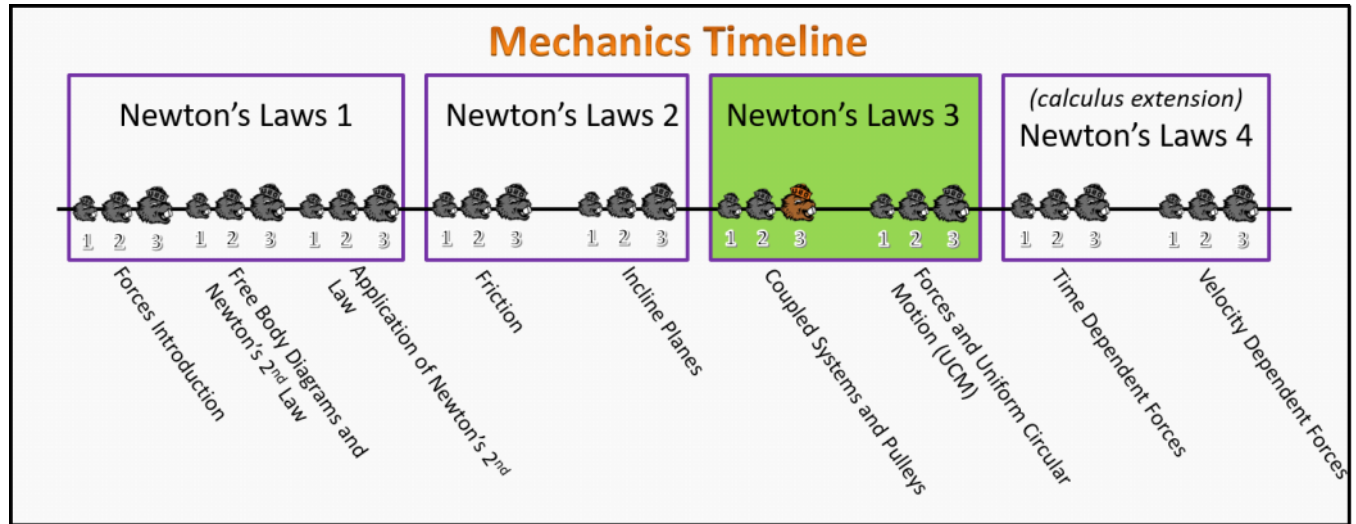 Mechanics Timeline
Newton's Laws 1
Newton's Laws 2
Newton's Laws 3
(calculus extension)
Newton's Laws 4
1 2 3 1 2 3 1 2 3 1 2 3 1 2 3 1 2 3 1 2 3 1 2 3 1 2 3
Forces Introduction
Free Body Diagrams and
Newton's 2nd Law
Application of Newton's 2nd
Law
Friction
Incline Planes
Coupled Systems and Pulleys
Forces and Uniform Circular
Motion (UCM)
Time Dependent Forces
Velocity Dependent Forces